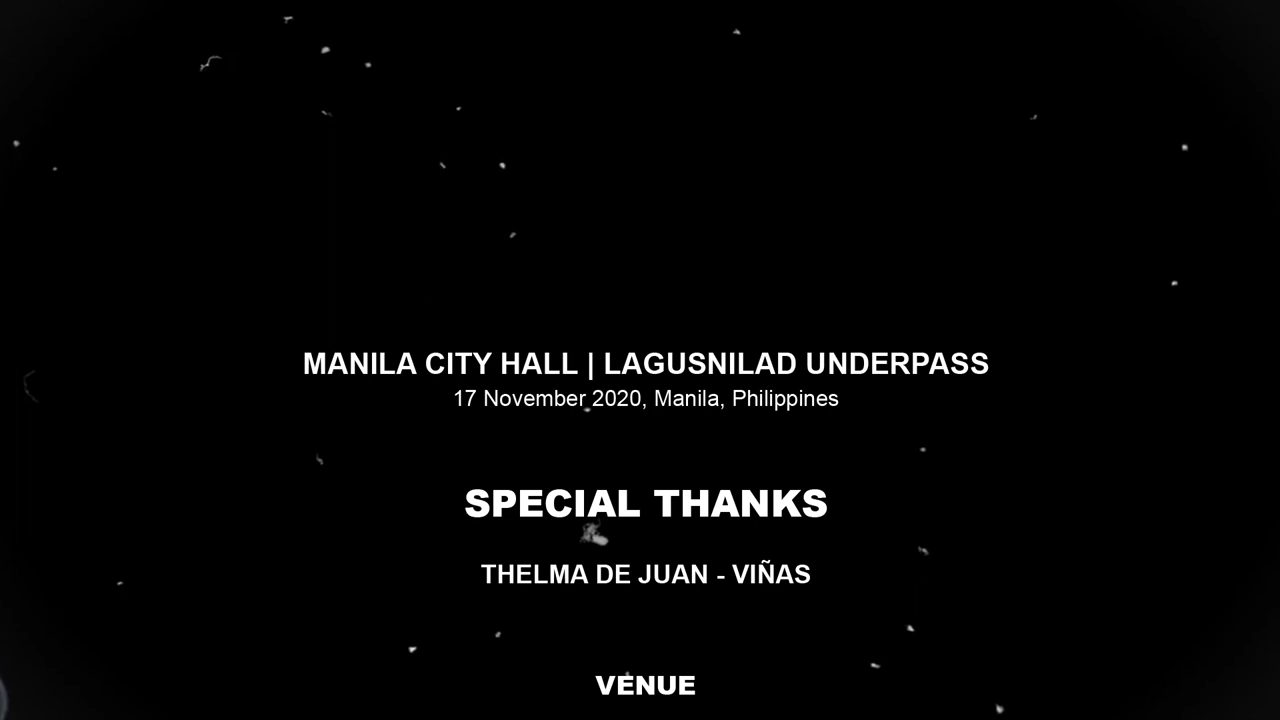 MANILA CITY HALL | LAGUSNILAD UNDERPASS
17 November 2020, Manila, Philippines
SPECIAL THANKS
THELMA DE JUAN - VIÑAS
VENUE